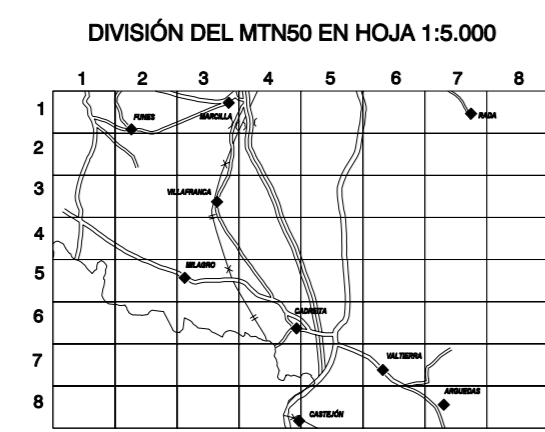 DIVISIÓN DEL MTN50 EN HOJA 1:5.000
1 2 3 4 5 6 7 8
1
FUNES
MARCILLA
RADA
2
3
VILLAFRANCA
4
5
MILAGRO
6
CADREITA
7
VALTIERRA
8
ARGUEDAS
CASTEJÓN